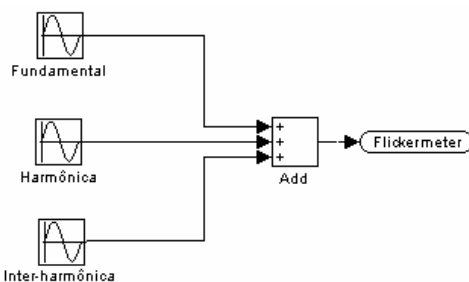 Fundamental
Harmônica
+
+
+
Add
Flickermeter
Inter-harmônica